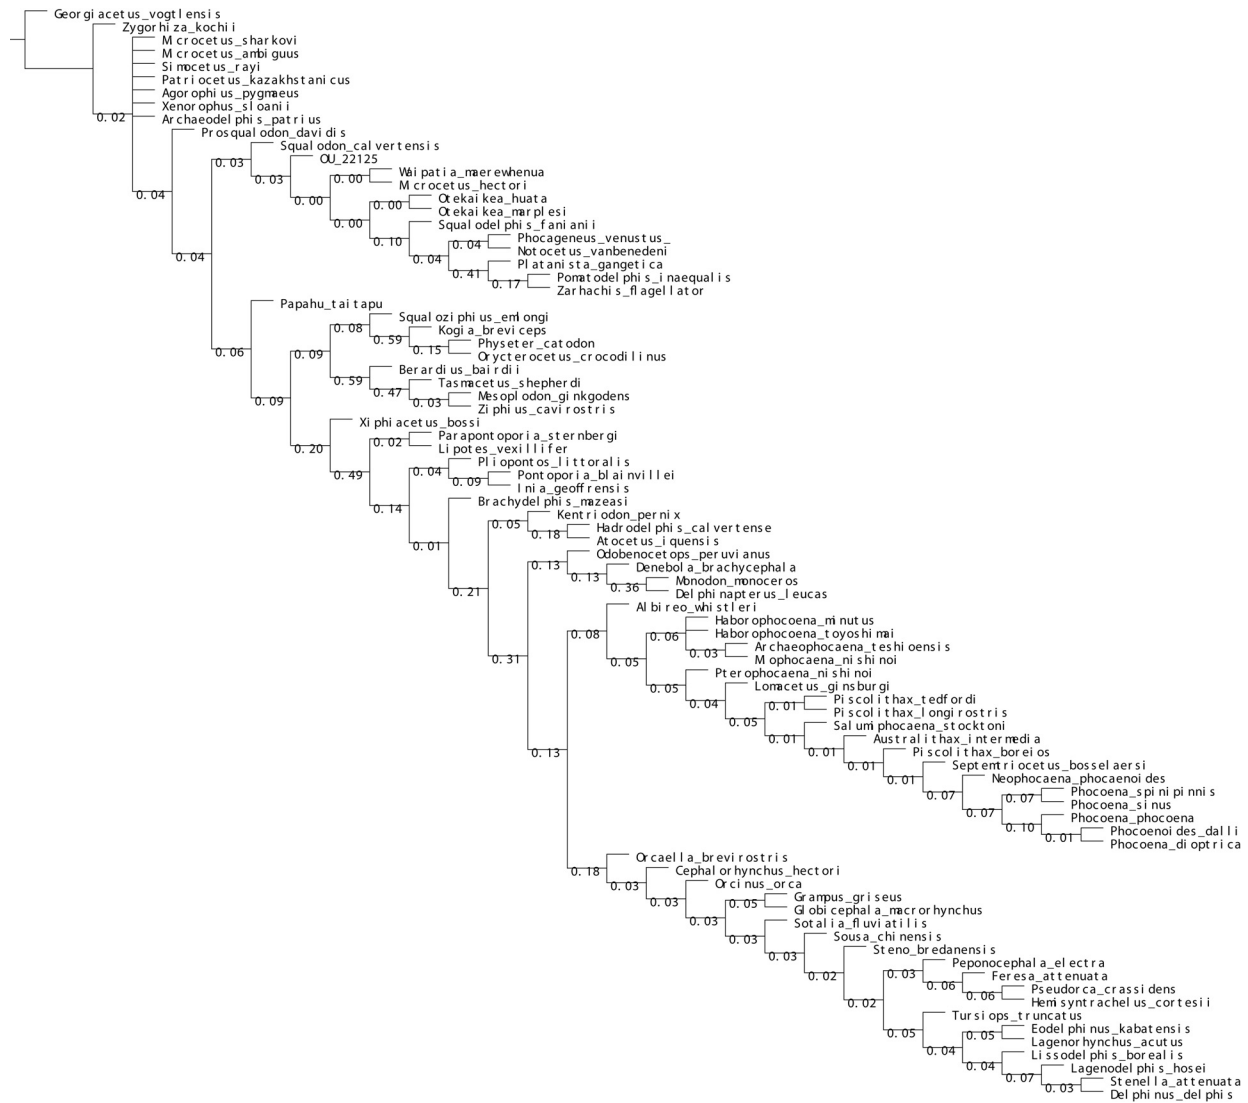 Georgiacetus_vogtlensis
Zygorhiza_kochii
Microcetus_sharkovi
Microcetus_ambiguus
Simocetus_rayi
Patriocetus_kazakhstanicus
Agorophius_pygmaeus
Xenorophus_sloanii
0.02
Archaeodelphis_patrius
Prosqualodon_davidis
Squalodon_calvertensis
0.03
OU_22125
Waipatia_maerewhenua
0.03
0.00
Microcetus_hectori
0.04
Otekaikea_huata
0.00
0.00
Otekaikea_marplesi
0.00
Squalodelphis_fanianii
Phocageneus_venustus_
0.10
0.04
Notocetus_vanbenedeni
0.04
0.04
Platanista_gangetica
0.41
Pomatodelphis_inaequalis
0.17
Zarhachis_flagellator
Papahu_taitapu
Squaloziphius_emlongi
0.08
Kogia_breviceps
0.59
Physeter_catodon
0.06
0.09
0.15
Orycterocetus_crocodilinus
Berardius_bairdii
0.59
Tasmacetus_shepherdi
0.47
Mesoplodon_ginkgodens
0.09
0.03
Ziphius_cavirostris
Xiphiacetus_bossi
Parapontoporia_sternbergi
0.02
0.20
Lipotes_vexillifer
Pliopontos_littoralis
0.04
0.49
Pontoporia_blainvillei
0.09
Inia_geoffrensis
Brachydelphis_mazeasi
0.14
Kentriodon_pernix
0.05
Hadrodelphis_calvertense
0.18
0.01
Atocetus_iquensis
Odobenocetops_peruvianus
0.13
Denebola_brachycephala
0.13
Monodon_monoceros
0.36
0.21
Delphinapterus_leucas
Albireo_whistleri
Haborophocoena_minutus
0.08
0.06
Haborophocoena_toyoshimai
Archaeophocaena_teshioensis
0.03
0.31
0.05
Miophocaena_nishinoi
Pterophocaena_nishinoi
0.05
Lomacetus_ginsburgi
0.04
Piscolithax_tedfordi
0.01
Piscolithax_longirostris
0.05
Salumiphocaena_stocktoni
0.01
Australithax_intermedia
0.13
0.01
Piscolithax_boreios
0.01
Septemtriocetus_bosselaersi
0.01
Neophocaena_phocaenoides
0.07
Phocoena_spinipinnis
0.07
Phocoena_sinus
0.07
Phocoena_phocoena
0.10
Phocoenoides_dalli
0.01
Phocoena_dioptrica
Orcaella_brevirostris
0.18
Cephalorhynchus_hectori
0.03
Orcinus_orca
0.03
Grampus_griseus
0.05
Globicephala_macrorhynchus
0.03
Sotalia_fluviatilis
0.03
Sousa_chinensis
0.03
Steno_bredanensis
0.02
Peponocephala_electra
0.03
Feresa_attenuata
0.06
Pseudorca_crassidens
0.06
0.02
Hemisyntrachelus_cortesii
Tursiops_truncatus
0.05
Eodelphinus_kabatensis
0.05
Lagenorhynchus_acutus
0.04
Lissodelphis_borealis
0.04
Lagenodelphis_hosei
0.07
Stenella_attenuata
0.03
Delphinus_delphis